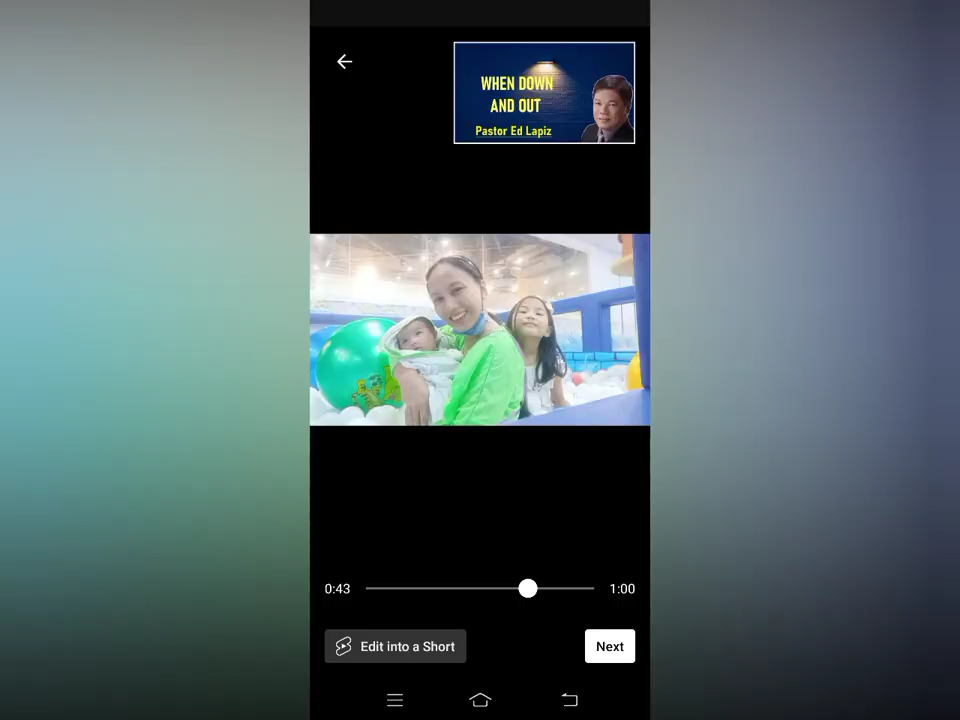 WHEN DOWN
AND OUT
Pastor Ed Lapiz
0:43
1:00
Edit into a Short
Next